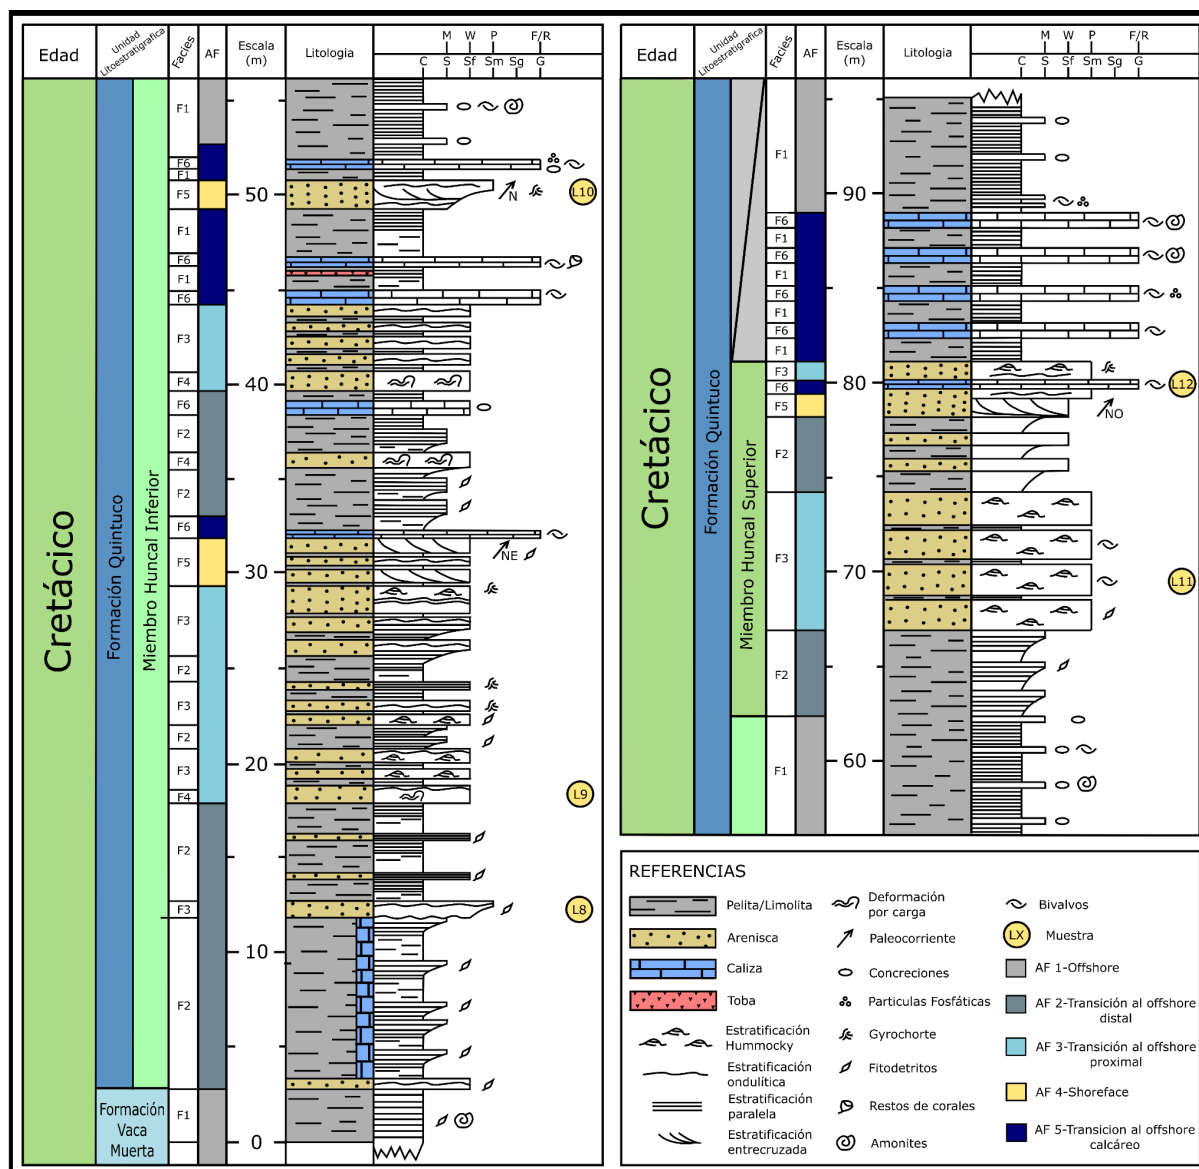 Edad
Unidad
Litoestratigrafica
Facies
AF
Escala
(m)
Litologia
M W P F/R
C S Sf Sm Sg G
Cretácico
Formación Quintuco
Miembro Huncal Inferior
Formación
Vaca
Muerta
F1
F6
F1
F5
F1
F6
F1
F6
F3
F4
F6
F2
F4
F2
F6
F5
F3
F2
F3
F2
F3
F4
F2
F3
F2
F1
50
40
30
20
10
0
N
NE
L10
L9
L8
Edad
Unidad
Litoestratigrafica
Facies
AF
Escala
(m)
Litologia
M W P F/R
C S Sf Sm Sg G
Cretácico
Formación Quintuco
Miembro Huncal Superior
F1
F6
F1
F6
F1
F6
F1
F6
F1
F3
F6
F5
F2
F3
F2
F1
90
80
70
60
NO
L12
L11
REFERENCIAS
Pelita/Limolita
Arenisca
Caliza
Toba
Estratificación
Hummocky
Estratificación
ondulítica
Estratificación
paralela
Estratificación
entrecruzada
Deformación
por carga
Paleocorriente
Concreciones
Particulas Fosfáticas
Gyrochorte
Fitodetritos
Restos de corales
Amonites
Bivalvos
LX
Muestra
AF 1-Offshore
AF 2-Transición al offshore
distal
AF 3-Transición al offshore
proximal
AF 4-Shoreface
AF 5-Transicion al offshore
calcáreo